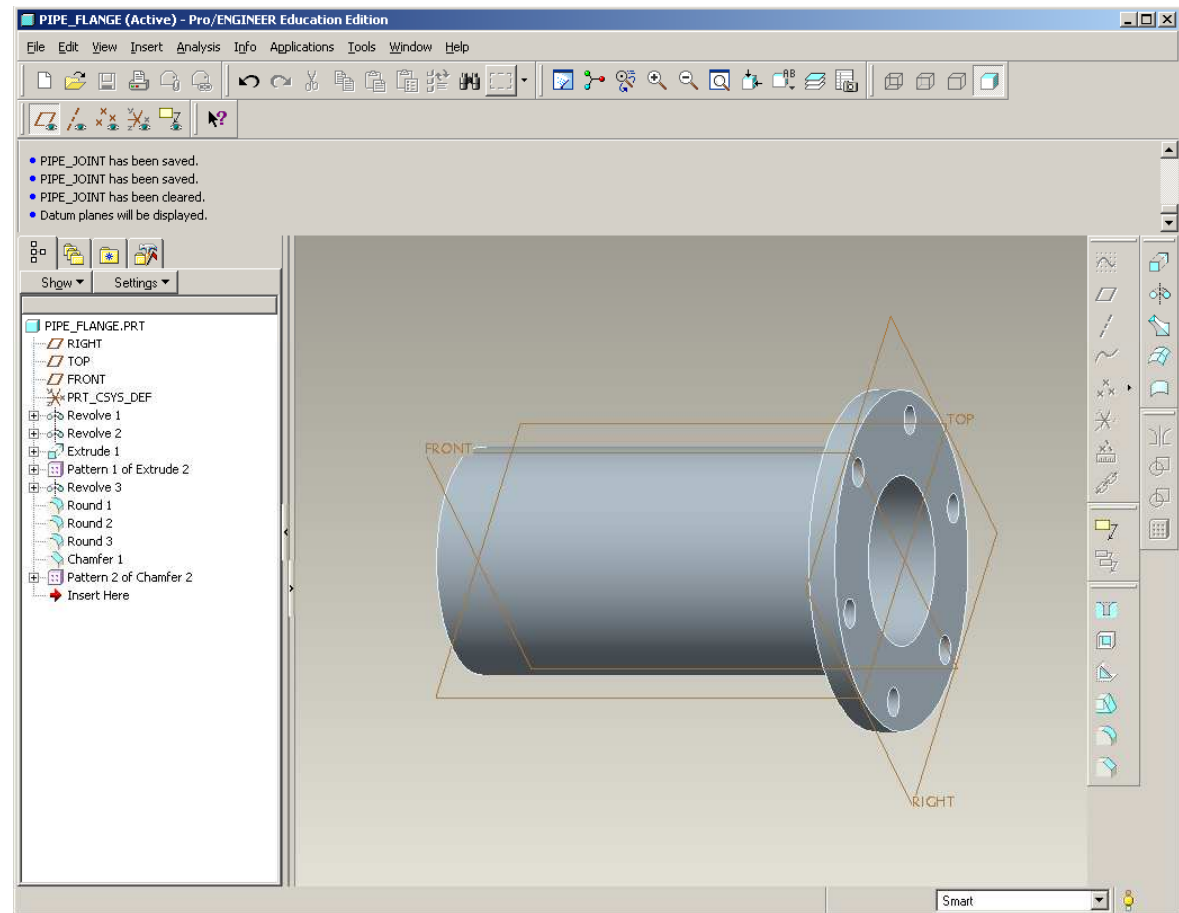 PIPE_FLANGE (Active) - Pro/ENGINEER Education Edition
File Edit View Insert Analysis Info Applications Tools Window Help
PIPE_JOINT has been saved.
PIPE_JOINT has been saved.
PIPE_JOINT has been cleared.
Datum planes will be displayed.
Show Settings
PIPE_FLANGE.PRT
RIGHT
TOP
FRONT
PRT_CSYS_DEF
Revolve 1
Revolve 2
Extrude 1
Pattern 1 of Extrude 2
Revolve 3
Round 1
Round 2
Round 3
Chamfer 1
Pattern 2 of Chamfer 2
Insert Here
TOP
FRONT
RIGHT
Smart